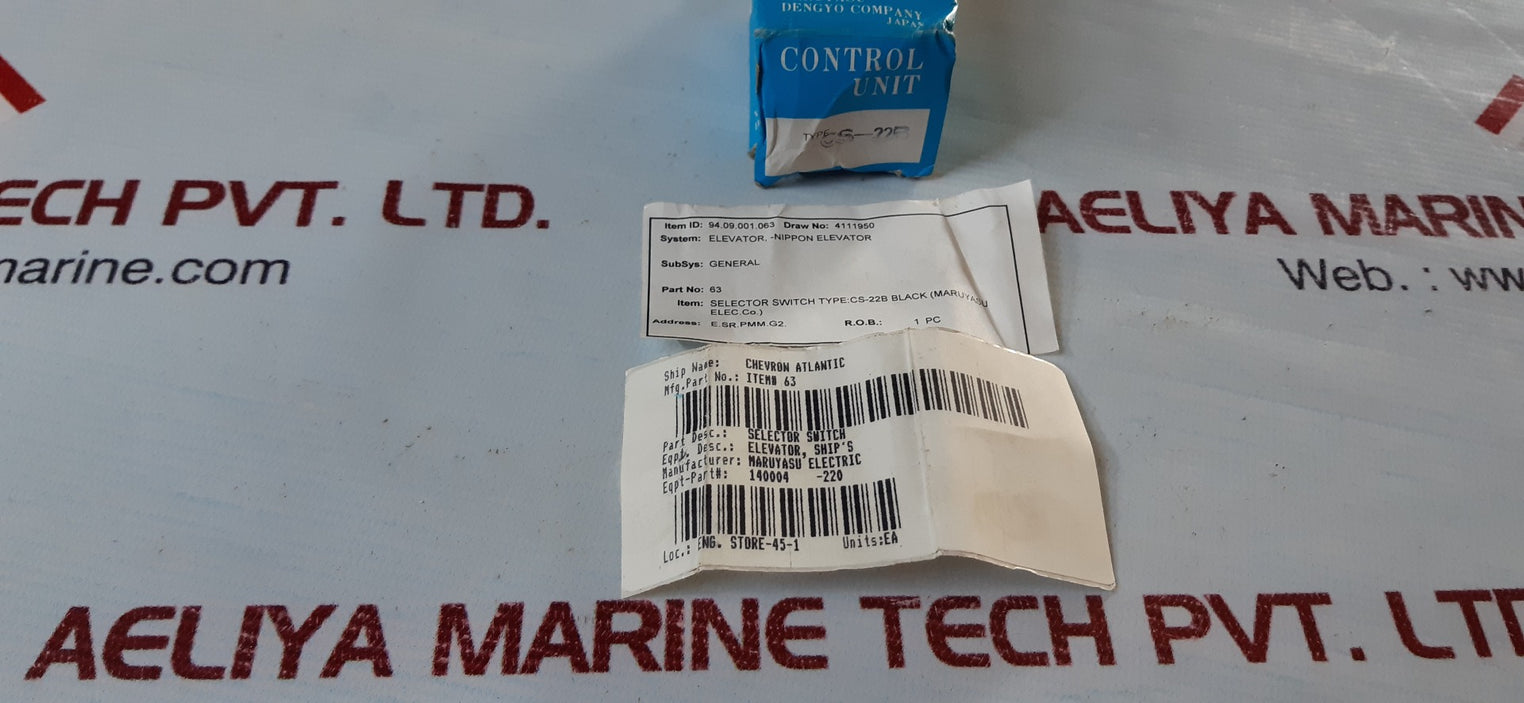 DENGYO COMPANY
JAPAN
CONTROL
UNIT
TYPE-CS-22B
ECH PVT. LTD.
AELIYA MARIN
marine.com
Web. : ww
Item ID: 94.09.001.063 Draw No: 4111950
System: ELEVATOR. -NIPPON ELEVATOR
SubSys: GENERAL
Part No: 63
Item: SELECTOR SWITCH TYPE:CS-22B BLACK (MARUYASU
ELEC.Co.)
Address: E.SR.PMM.G2. R.O.B.: 1 PC
Ship Name: CHEVRON ATLANTIC
Mfg.Part No.: ITEM# 63
Part Desc.: SELECTOR SWITCH
Eqpt. Desc.: ELEVATOR, SHIP'S
Manufacturer: MARUYASU ELECTRIC
Eqpt-Part#: 140004 -220
Loc.: ENG. STORE-45-1 Units:EA
AELIYA MARINE TECH PVT. LTD